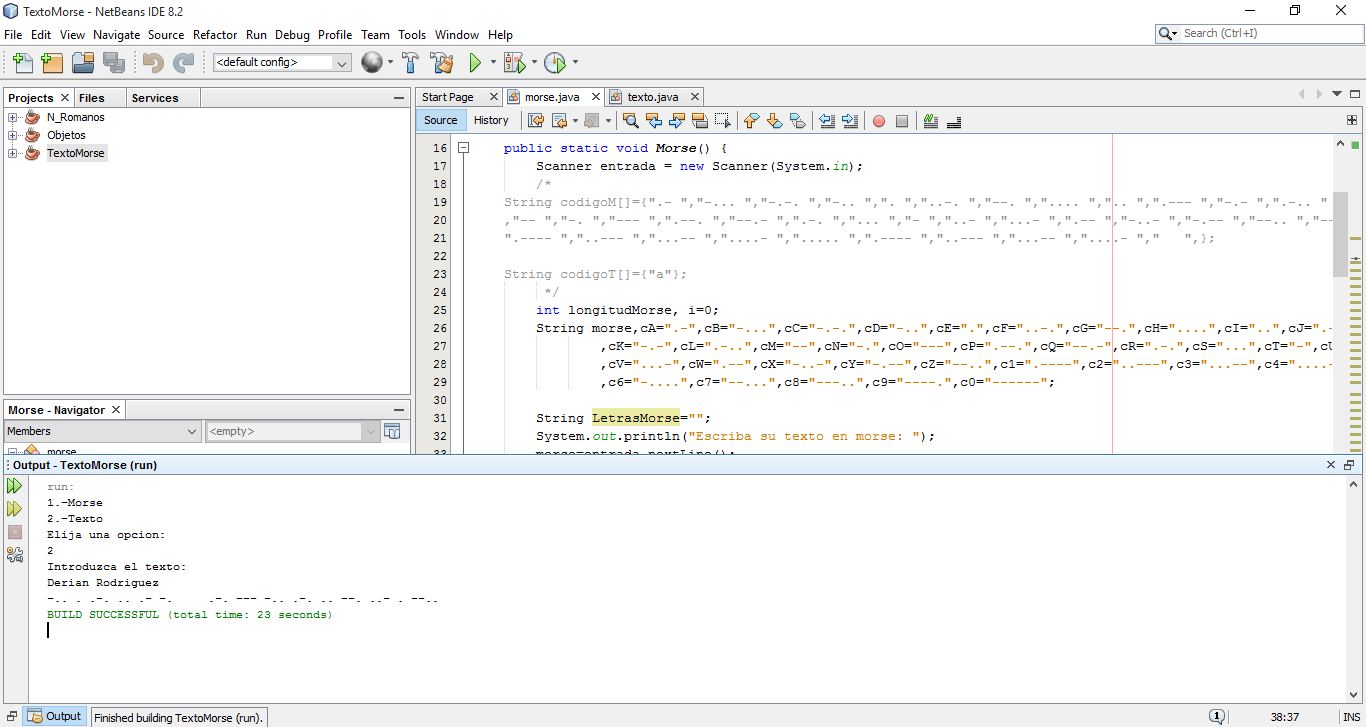 TextoMorse - NetBeans IDE 8.2
File Edit View Navigate Source Refactor Run Debug Profile Team Tools Window Help
Search (Ctrl+I)
<default config>
Projects Files Services
N_Romanos
Objetos
TextoMorse
Morse - Navigator
Members <empty>
morse
Start Page morse.java texto.java
Source History
16 public static void Morse() {
17 Scanner entrada = new Scanner(System.in);
18 /*
19 String codigoM[]={".- ","-... ","-.-. ","-.. ",". ","..-. ","--. ",".... ",".. ",".--- ","-.- ",".-.. "
20 ,"-- ","-. ","--- ",".--. ","--.- ",".-. ","... ","- ","..- ","...- ",".-- ","-..- ","-.-- ","--.. ","--
21 ".---- ","..--- ","...-- ","....- ","..... ",".---- ","..--- ","...-- ","....- "," ",};
22
23 String codigoT[]={"a"};
24 */
25 int longitudMorse, i=0;
26 String morse,cA=".-",cB="-...",cC="-.-.",cD="-..",cE=".",cF="..-.",cG="--.",cH="....",cI="..",cJ=".-
27 ,cK="-.-",cL=".-..",cM="--",cN="-.",cO="---",cP=".--.",cQ="--.-",cR=".-.",cS="...",cT="-",cU
28 ,cV="...-",cW=".--",cX="-..-",cY="-.--",cZ="--..",c1=".----",c2="..---",c3="...--",c4="....-
29 ,c6="-....",c7="--...",c8="---..",c9="----.",c0="------";
30
31 String LetrasMorse="";
32 System.out.println("Escriba su texto en morse: ");
33 morse=entrada.nextLine();
Output - TextoMorse (run)
run:
1.-Morse
2.-Texto
Elija una opcion:
2
Introduzca el texto:
Derian Rodriguez
-.. . .-. .. .- -. .-. --- -.. .-. .. --. ..- . --..
BUILD SUCCESSFUL (total time: 23 seconds)
Output Finished building TextoMorse (run). 1 38:37 INS